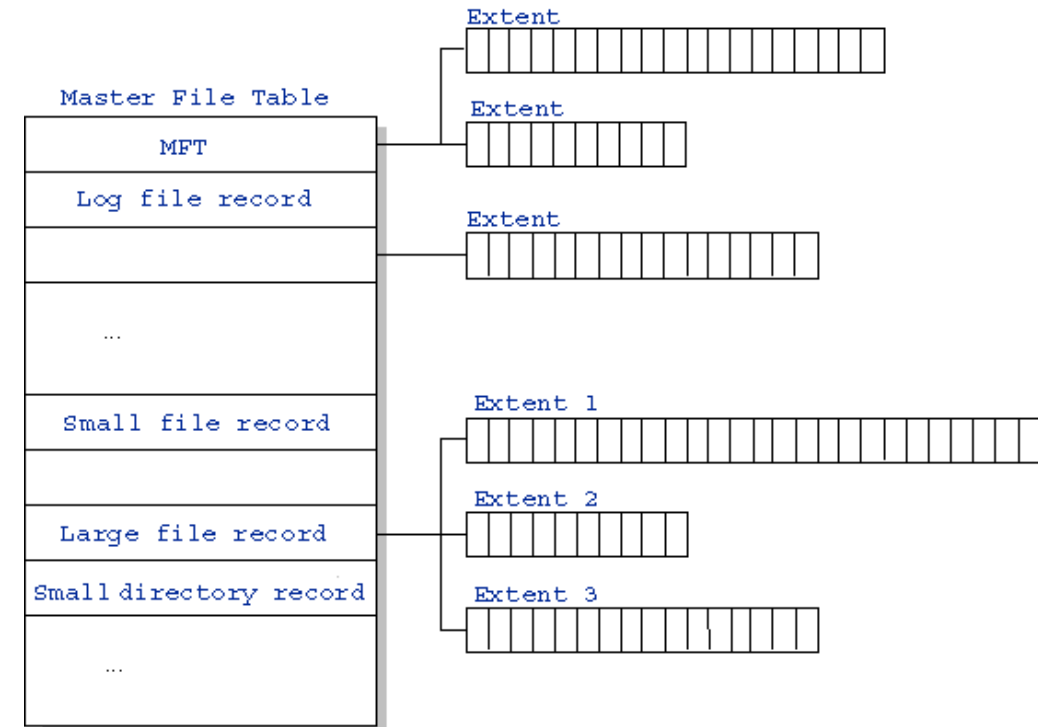 Master File Table
MFT
Log file record
...
Small file record
Large file record
Small directory record
...
Extent
Extent
Extent
Extent 1
Extent 2
Extent 3